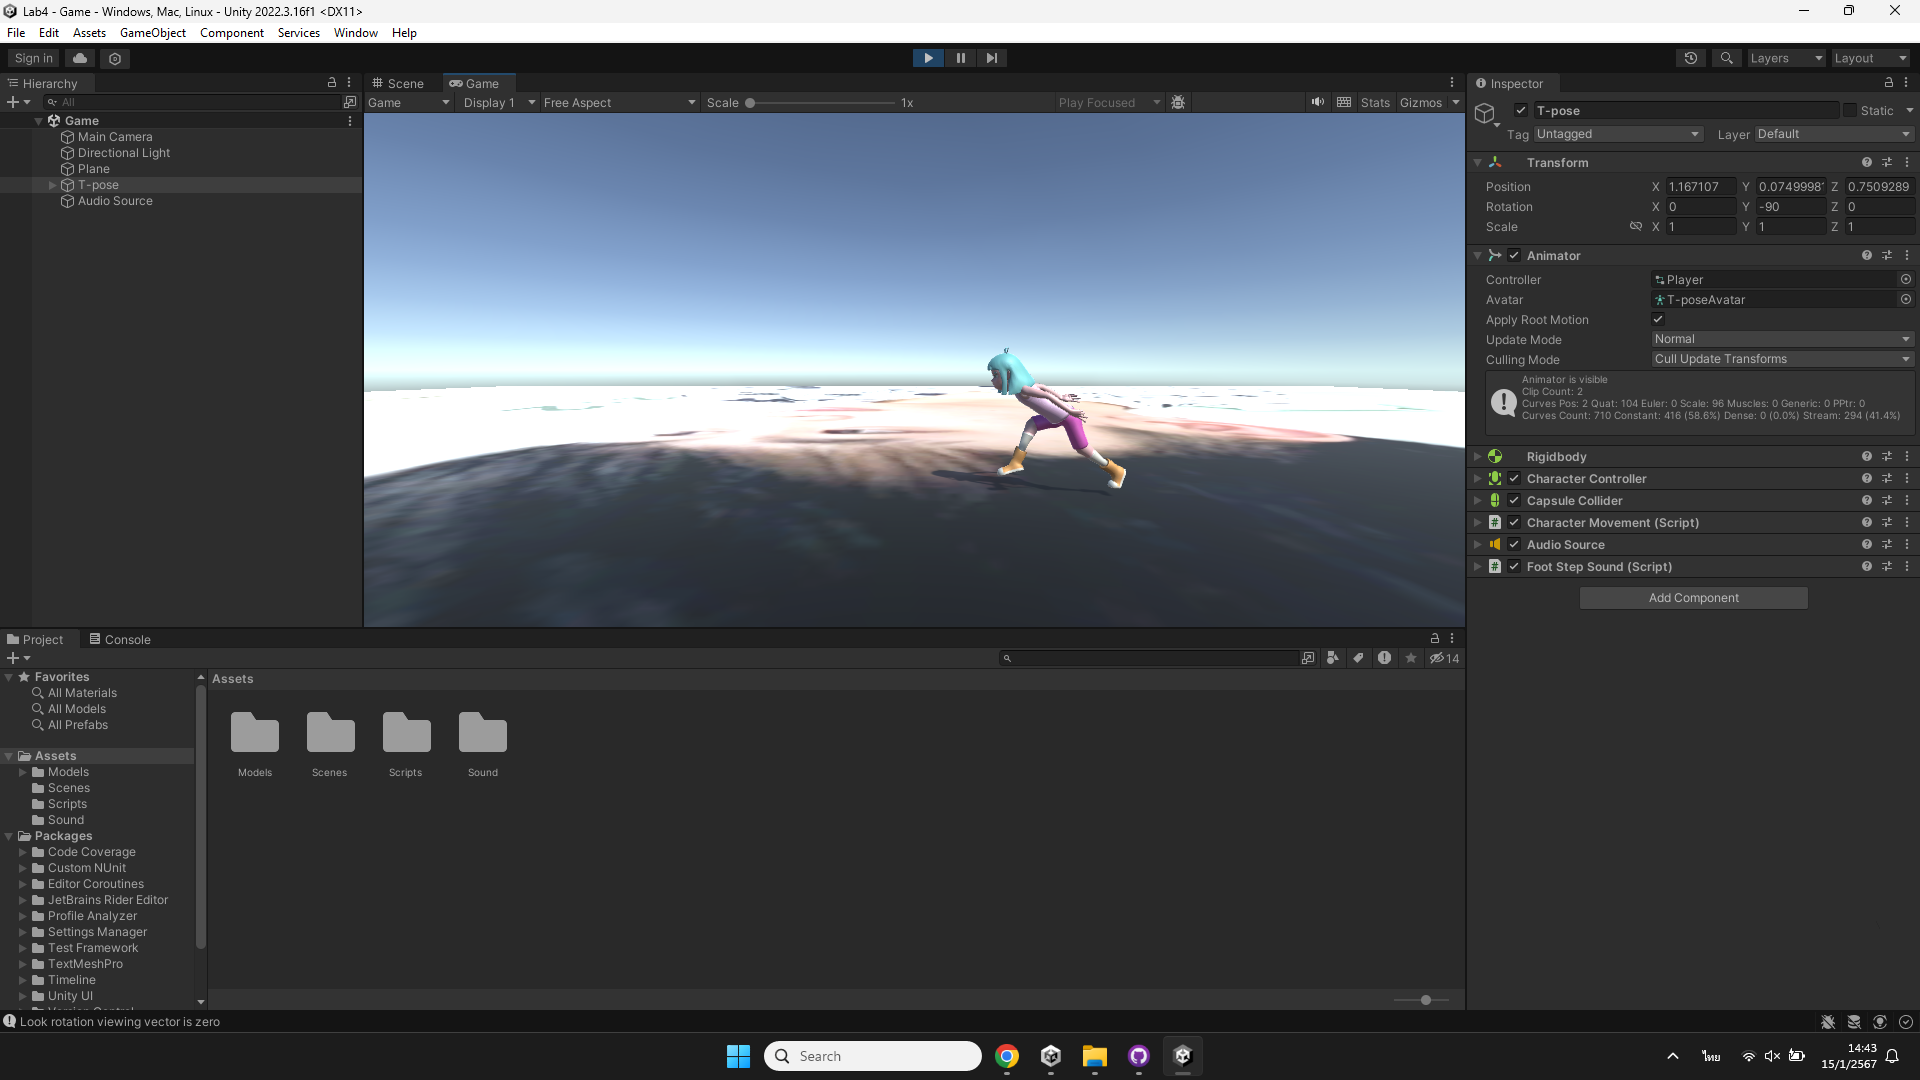 Lab4 - Game - Windows, Mac, Linux - Unity 2022.3.16f1 <DX11>
File Edit Assets GameObject Component Services Window Help
Sign in
Layers Layout
Hierarchy
All
Game
Main Camera
Directional Light
Plane
T-pose
Audio Source
Scene Game
Game Display 1 Free Aspect Scale 1x Play Focused Stats Gizmos
Inspector
T-pose Static
Tag Untagged Layer Default
Transform
Position X 1.167107 Y 0.0749998 Z 0.7509289
Rotation X 0 Y -90 Z 0
Scale X 1 Y 1 Z 1
Animator
Controller Player
Avatar T-poseAvatar
Apply Root Motion
Update Mode Normal
Culling Mode Cull Update Transforms
Animator is visible
Clip Count: 2
Curves Pos: 2 Quat: 104 Euler: 0 Scale: 96 Muscles: 0 Generic: 0 PPtr: 0
Curves Count: 710 Constant: 416 (58.6%) Dense: 0 (0.0%) Stream: 294 (41.4%)
Rigidbody
Character Controller
Capsule Collider
Character Movement (Script)
Audio Source
Foot Step Sound (Script)
Add Component
Project Console
14
Favorites
All Materials
All Models
All Prefabs
Assets
Models
Scenes
Scripts
Sound
Packages
Code Coverage
Custom NUnit
Editor Coroutines
JetBrains Rider Editor
Profile Analyzer
Settings Manager
Test Framework
TextMeshPro
Timeline
Unity UI
Assets
Models Scenes Scripts Sound
Look rotation viewing vector is zero
Search
ไทย
14:43
15/1/2567